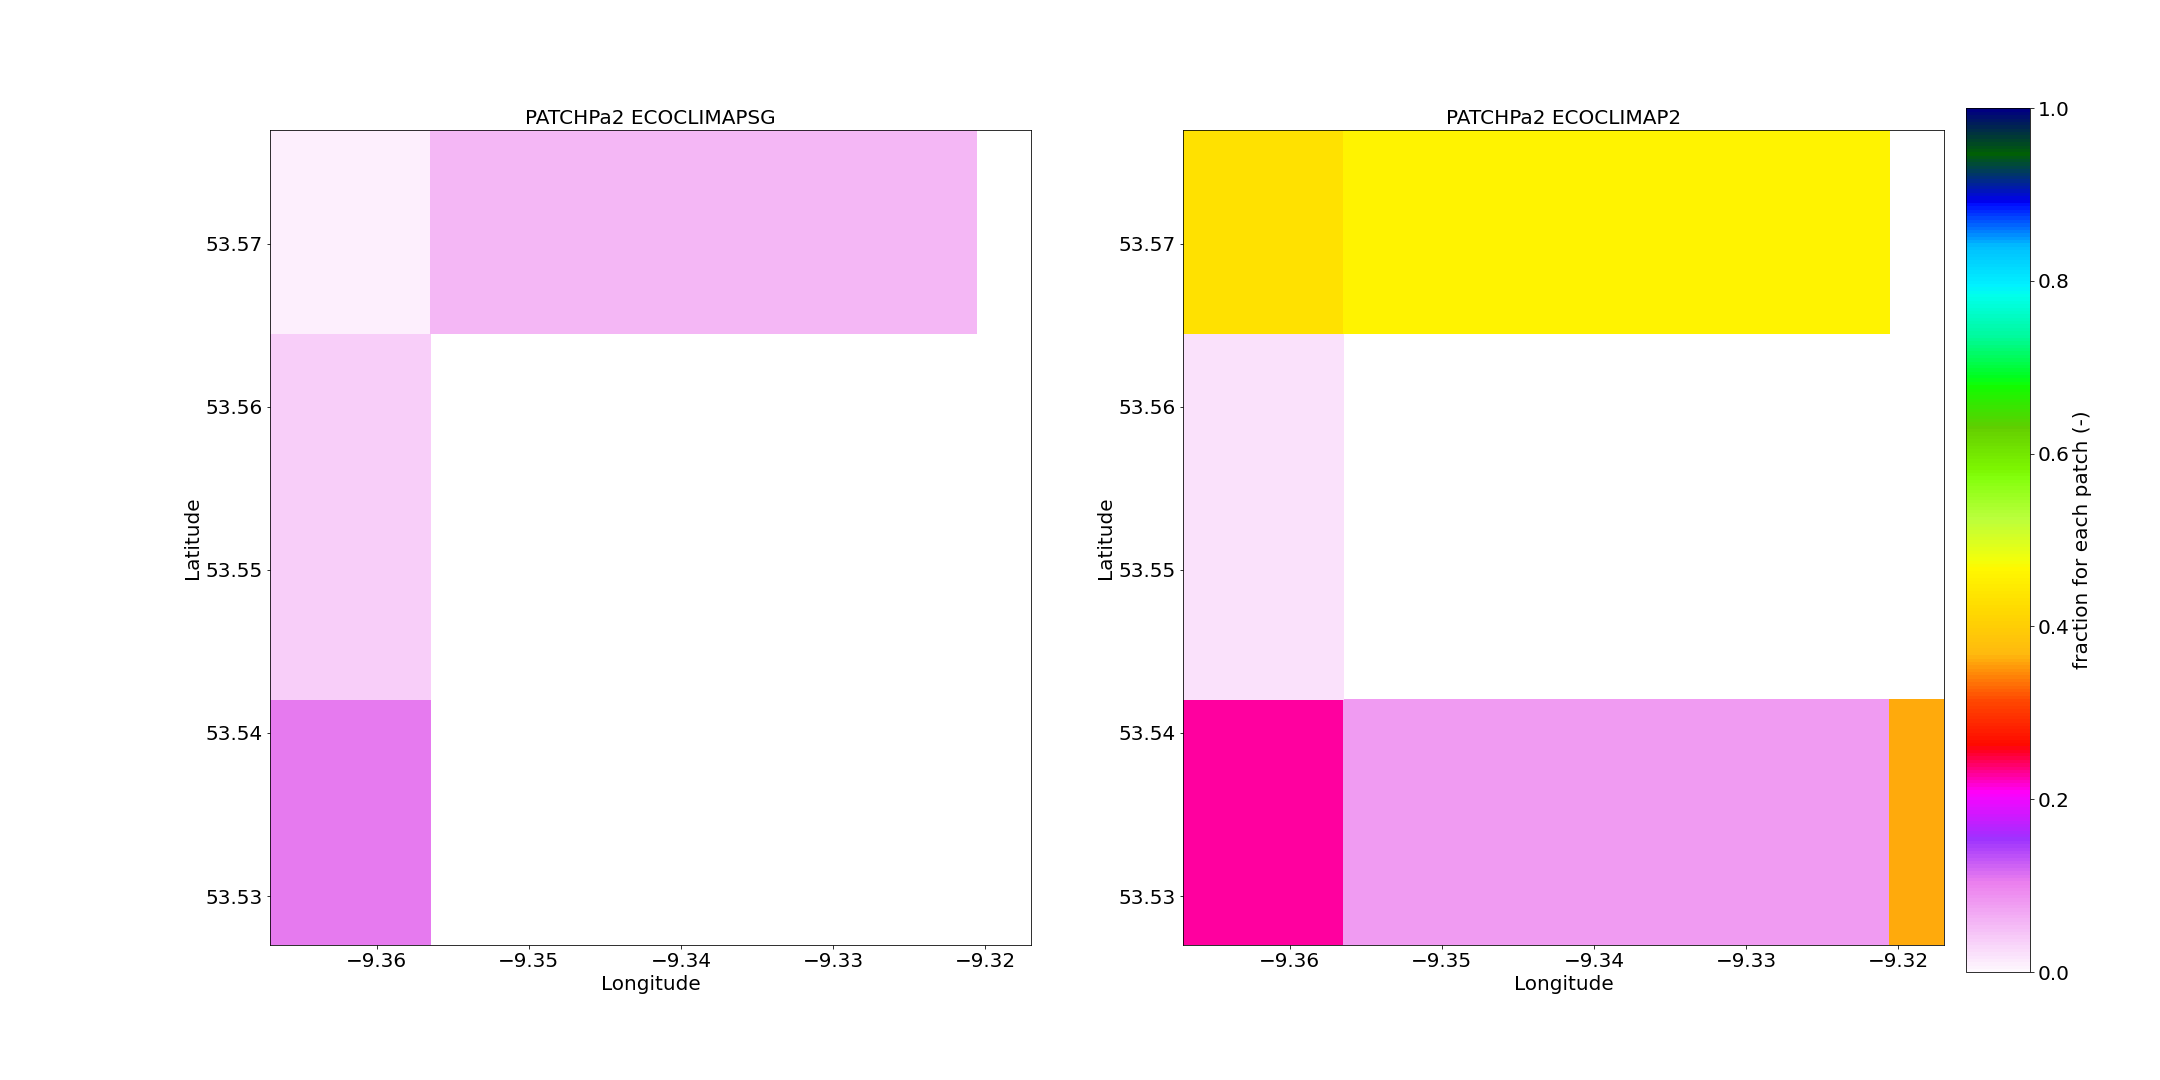 PATCHPa2 ECOCLIMAPSG
53.57
53.56
53.55
53.54
53.53
Latitude
−9.36 −9.35 −9.34 −9.33 −9.32
Longitude
PATCHPa2 ECOCLIMAP2
53.57
53.56
53.55
53.54
53.53
Latitude
−9.36 −9.35 −9.34 −9.33 −9.32
Longitude
1.0
0.8
0.6
0.4
0.2
0.0
fraction for each patch (-)